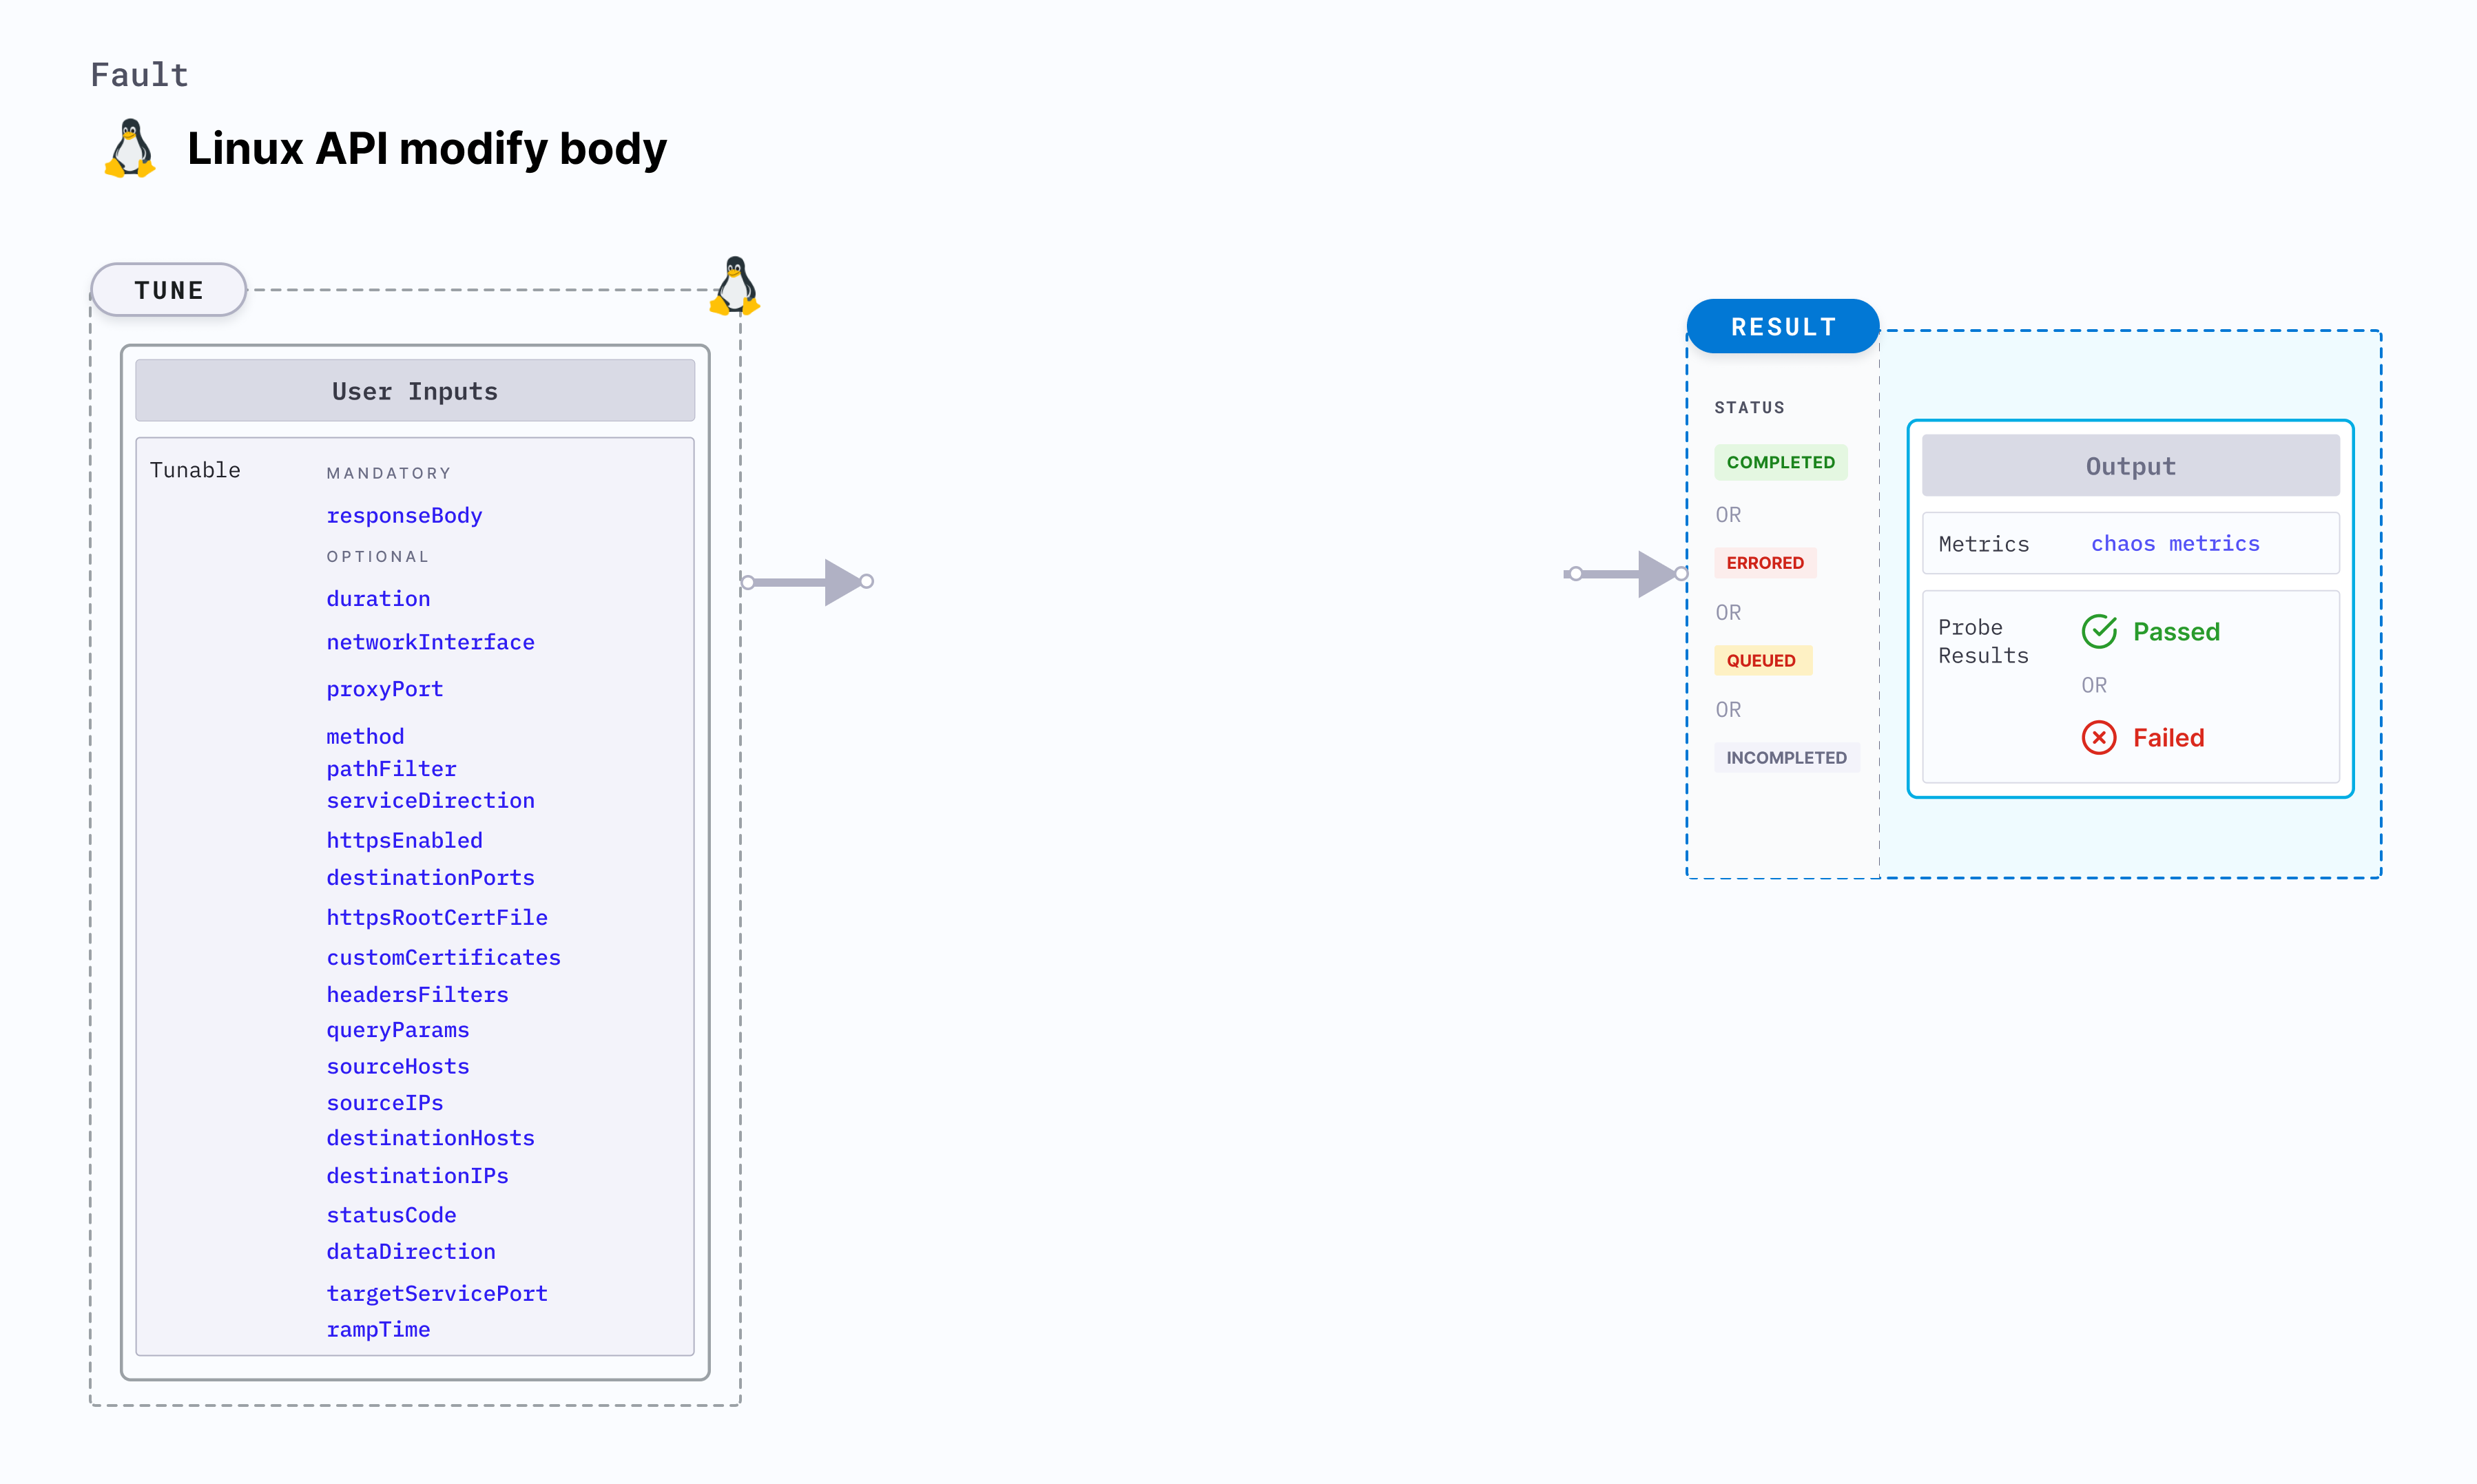 Fault
Linux API modify body
TUNE
User Inputs
Tunable
MANDATORY
responseBody
OPTIONAL
duration
networkInterface
proxyPort
method
pathFilter
serviceDirection
httpsEnabled
destinationPorts
httpsRootCertFile
customCertificates
headersFilters
queryParams
sourceHosts
sourceIPs
destinationHosts
destinationIPs
statusCode
dataDirection
targetServicePort
rampTime
RESULT
STATUS
COMPLETED
OR
ERRORED
OR
QUEUED
OR
INCOMPLETED
Output
Metrics
chaos metrics
Probe
Results
Passed
OR
Failed